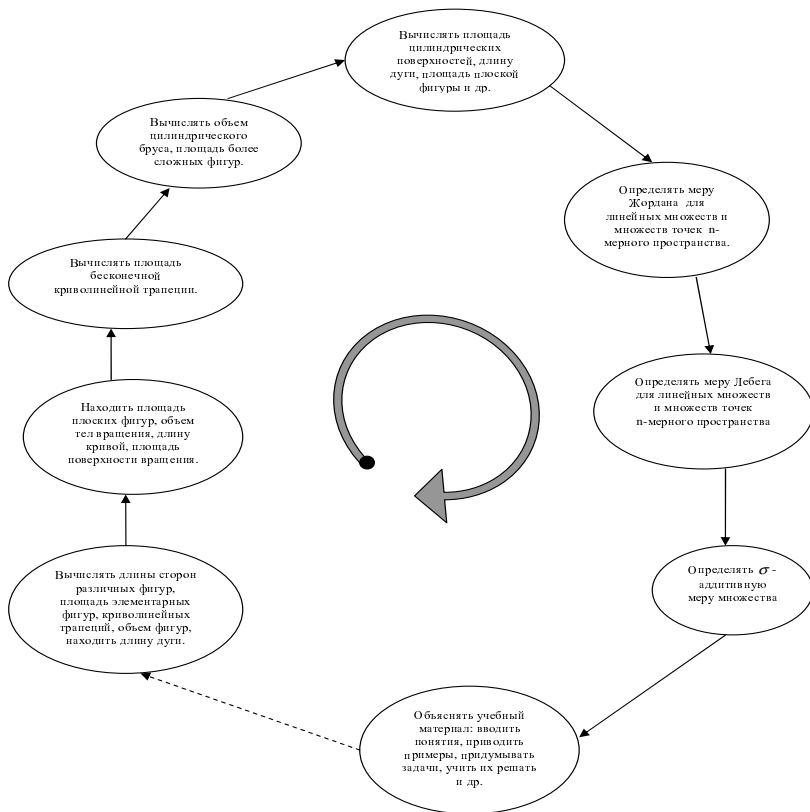 Вычислять площадь
цилиндрических
поверхностей, длину
дуги, площадь плоской
фигуры и др.
Вычислять объем
цилиндрического
бруса, площадь более
сложных фигур.
Определять меру
Жордана для
линейных множеств и
множеств точек n-
мерного пространства.
Вычислять площадь
бесконечной
криволинейной трапеции.
Определять меру Лебега
для линейных множеств
и множеств точек
n-мерного пространства
Находить площадь
плоских фигур, объем
тел вращения, длину
кривой, площадь
поверхности вращения.
Вычислять длины сторон
различных фигур,
площадь элементарных
фигур, криволинейных
трапеций, объем фигур,
находить длину дуги.
Определять σ -
аддитивную
меру множества
Объяснять учебный
материал: вводить
понятия, приводить
примеры, придумывать
задачи, учить их решать
и др.